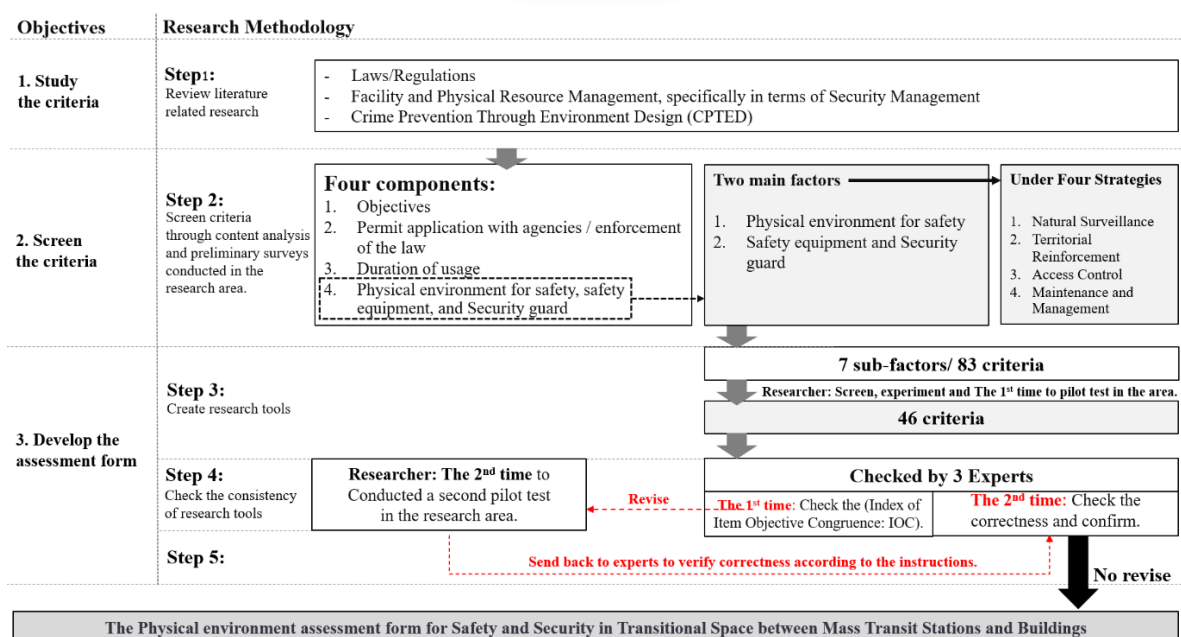 Objectives
Research Methodology
1. Study
the criteria
Step1:
Review literature
related research
- Laws/Regulations
- Facility and Physical Resource Management, specifically in terms of Security Management
- Crime Prevention Through Environment Design (CPTED)
2. Screen
the criteria
Step 2:
Screen criteria
through content analysis
and preliminary surveys
conducted in the
research area.
Four components:
1. Objectives
2. Permit application with agencies / enforcement
of the law
3. Duration of usage
4. Physical environment for safety, safety
equipment, and Security guard
Two main factors
1. Physical environment for safety
2. Safety equipment and Security
guard
Under Four Strategies
1. Natural Surveillance
2. Territorial
Reinforcement
3. Access Control
4. Maintenance and
Management
3. Develop the
assessment form
Step 3:
Create research tools
7 sub-factors/ 83 criteria
Researcher: Screen, experiment and The 1st time to pilot test in the area.
46 criteria
Step 4:
Check the consistency
of research tools
Researcher: The 2nd time to
Conducted a second pilot test
in the research area.
Revise
Checked by 3 Experts
The 1st time: Check the (Index of
Item Objective Congruence: IOC).
The 2nd time: Check the
correctness and confirm.
Step 5:
Send back to experts to verify correctness according to the instructions.
No revise
The Physical environment assessment form for Safety and Security in Transitional Space between Mass Transit Stations and Buildings